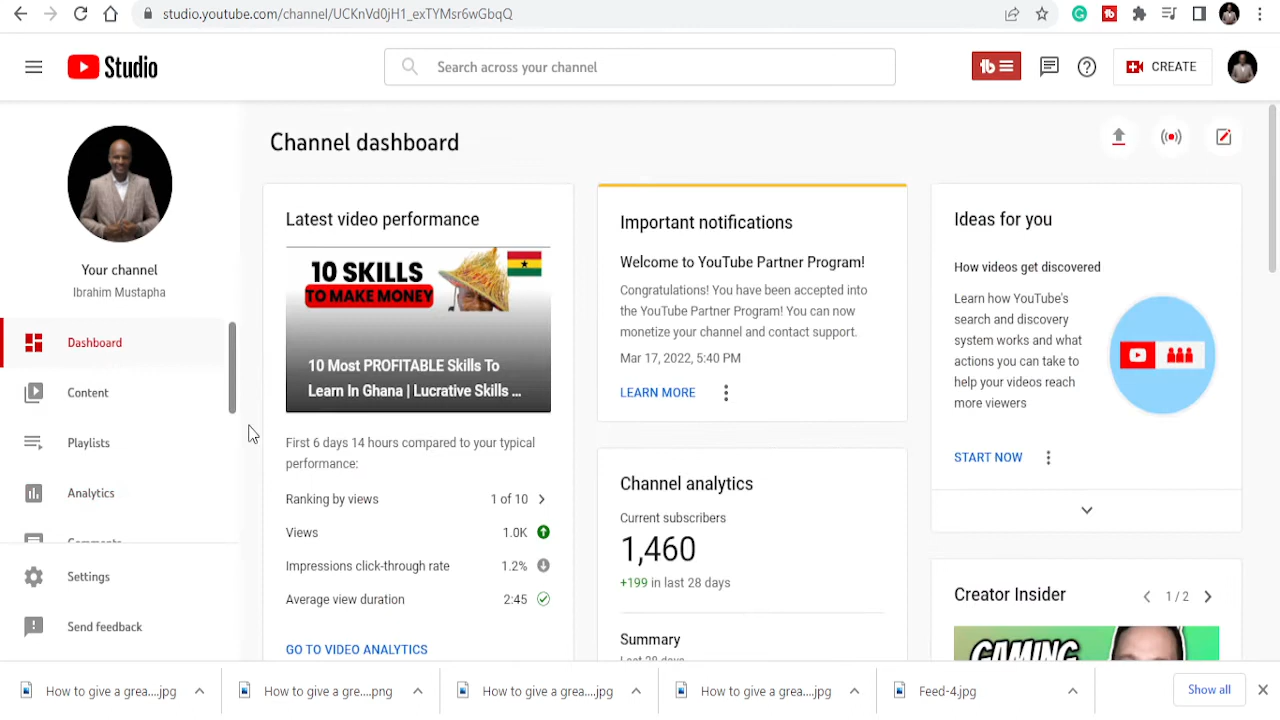 studio.youtube.com/channel/UCKnVd0jH1_exTYMsr6wGbqQ
Studio
Search across your channel
tb
CREATE
Channel dashboard
Your channel
Ibrahim Mustapha
Dashboard
Content
Playlists
Analytics
Comments
Settings
Send feedback
Latest video performance
10 SKILLS
TO MAKE MONEY
10 Most PROFITABLE Skills To
Learn In Ghana | Lucrative Skills ...
First 6 days 14 hours compared to your typical
performance:
Ranking by views 1 of 10
Views 1.0K
Impressions click-through rate 1.2%
Average view duration 2:45
GO TO VIDEO ANALYTICS
Important notifications
Welcome to YouTube Partner Program!
Congratulations! You have been accepted into
the YouTube Partner Program! You can now
monetize your channel and contact support.
Mar 17, 2022, 5:40 PM
LEARN MORE
Channel analytics
Current subscribers
1,460
+199 in last 28 days
Summary
Last 28 days
Ideas for you
How videos get discovered
Learn how YouTube's
search and discovery
system works and what
actions you can take to
help your videos reach
more viewers
START NOW
Creator Insider 1 / 2
GAMING
How to give a grea....jpg
How to give a gre....png
How to give a grea....jpg
How to give a grea....jpg
Feed-4.jpg
Show all